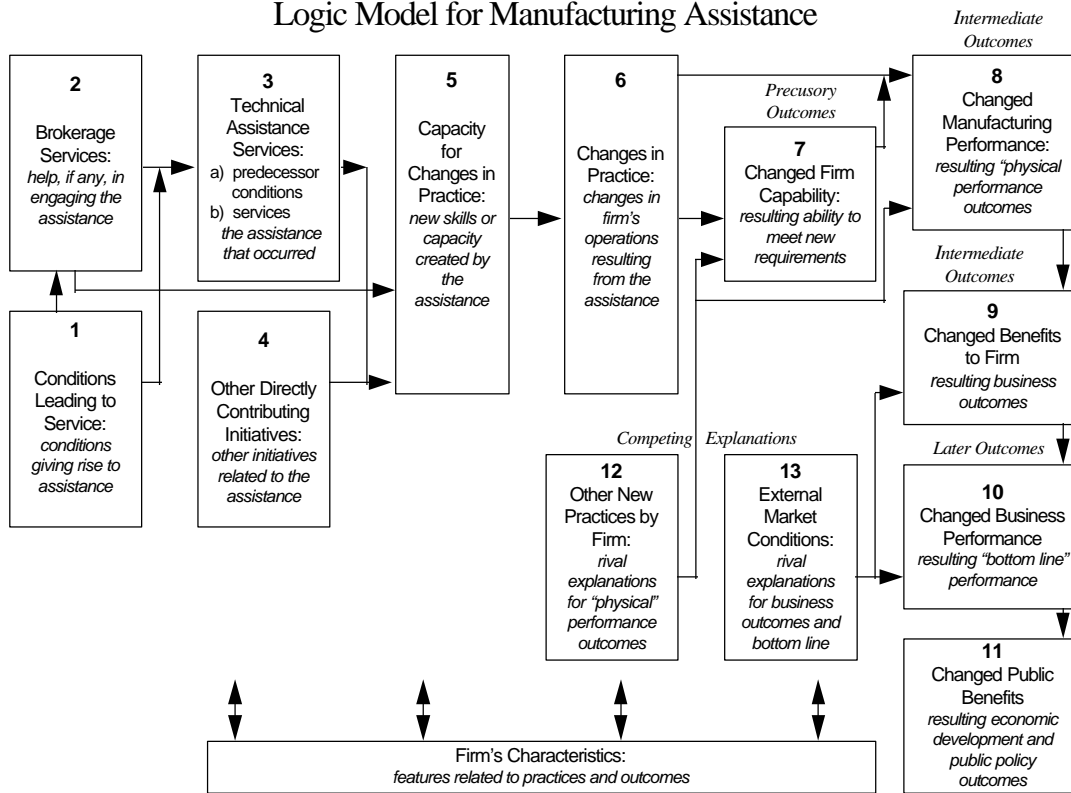 Logic Model for Manufacturing Assistance
2
Brokerage
Services:
help, if any, in
engaging the
assistance
1
Conditions
Leading to
Service:
conditions
giving rise to
assistance
3
Technical
Assistance
Services:
a) predecessor
conditions
b) services
the assistance
that occurred
4
Other Directly
Contributing
Initiatives:
other initiatives
related to the
assistance
5
Capacity
for
Changes in
Practice:
new skills or
capacity
created by
the
assistance
6
Changes in
Practice:
changes in
firm's
operations
resulting
from the
assistance
Precusory
Outcomes
7
Changed Firm
Capability:
resulting ability to
meet new
requirements
Intermediate
Outcomes
8
Changed
Manufacturing
Performance:
resulting “physical
performance
outcomes
Intermediate
Outcomes
9
Changed Benefits
to Firm
resulting business
outcomes
Later Outcomes
10
Changed Business
Performance
resulting “bottom line”
performance
11
Changed Public
Benefits
resulting economic
development and
public policy
outcomes
Competing Explanations
12
Other New
Practices by
Firm:
rival
explanations
for “physical”
performance
outcomes
13
External
Market
Conditions:
rival
explanations
for business
outcomes and
bottom line
Firm's Characteristics:
features related to practices and outcomes